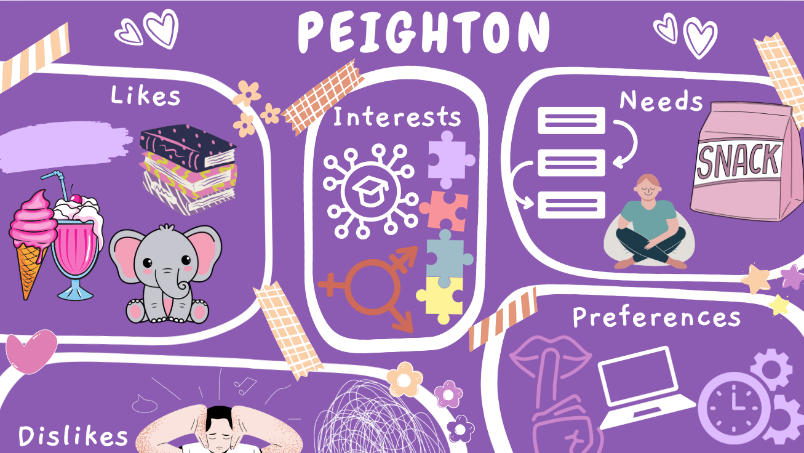 PEIGHTON
Likes
Interests
Needs
SNACK
Preferences
Dislikes